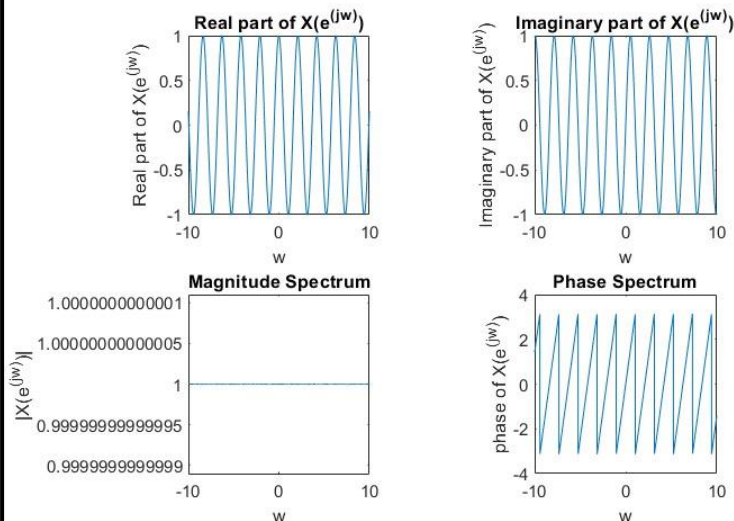 Real part of X(e^(jw))
Real part of X(e^(jw))
1
0.5
0
-0.5
-1
-10
0
10
w
Imaginary part of X(e^(jw))
Imaginary part of X(e^(jw))
1
0.5
0
-0.5
-1
-10
0
10
w
Magnitude Spectrum
|X(e^(jw))|
1.0000000000001
1.00000000000005
1
0.99999999999995
0.9999999999999
-10
0
10
w
Phase Spectrum
phase of X(e^(jw))
4
2
0
-2
-4
-10
0
10
w